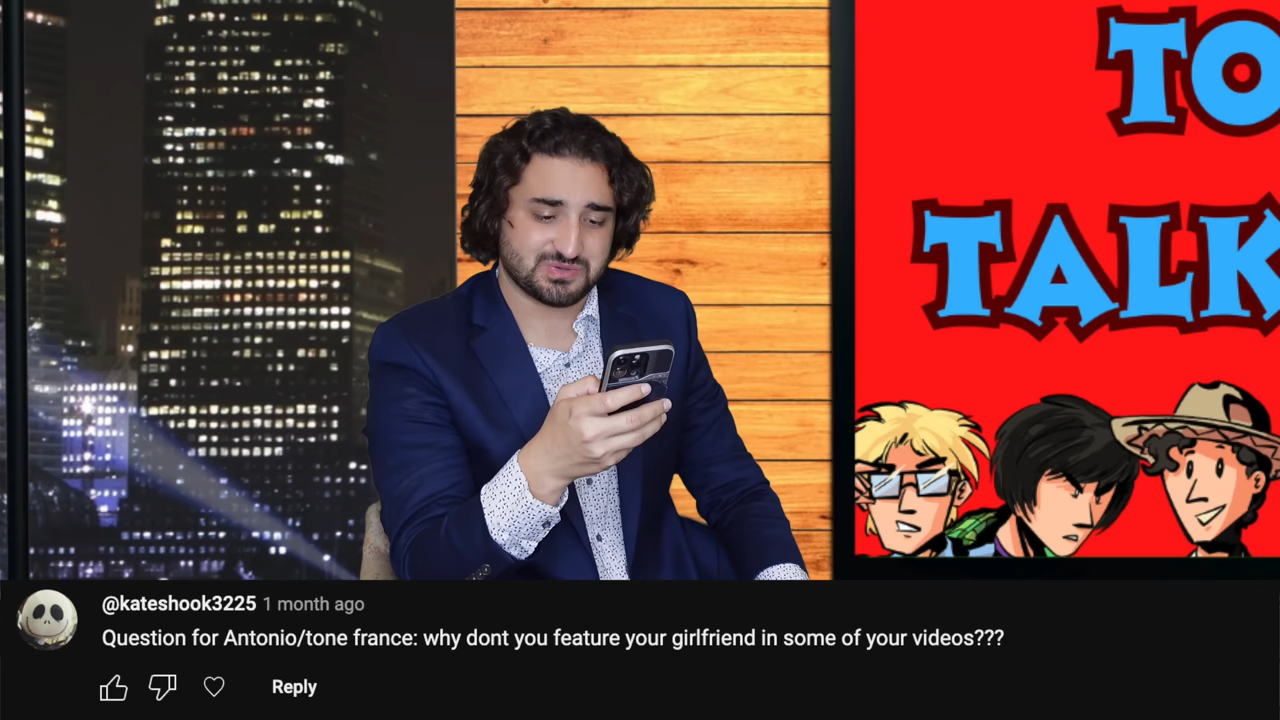 TO
TALK
@kateshook3225 1 month ago
Question for Antonio/tone france: why dont you feature your girlfriend in some of your videos???
Reply